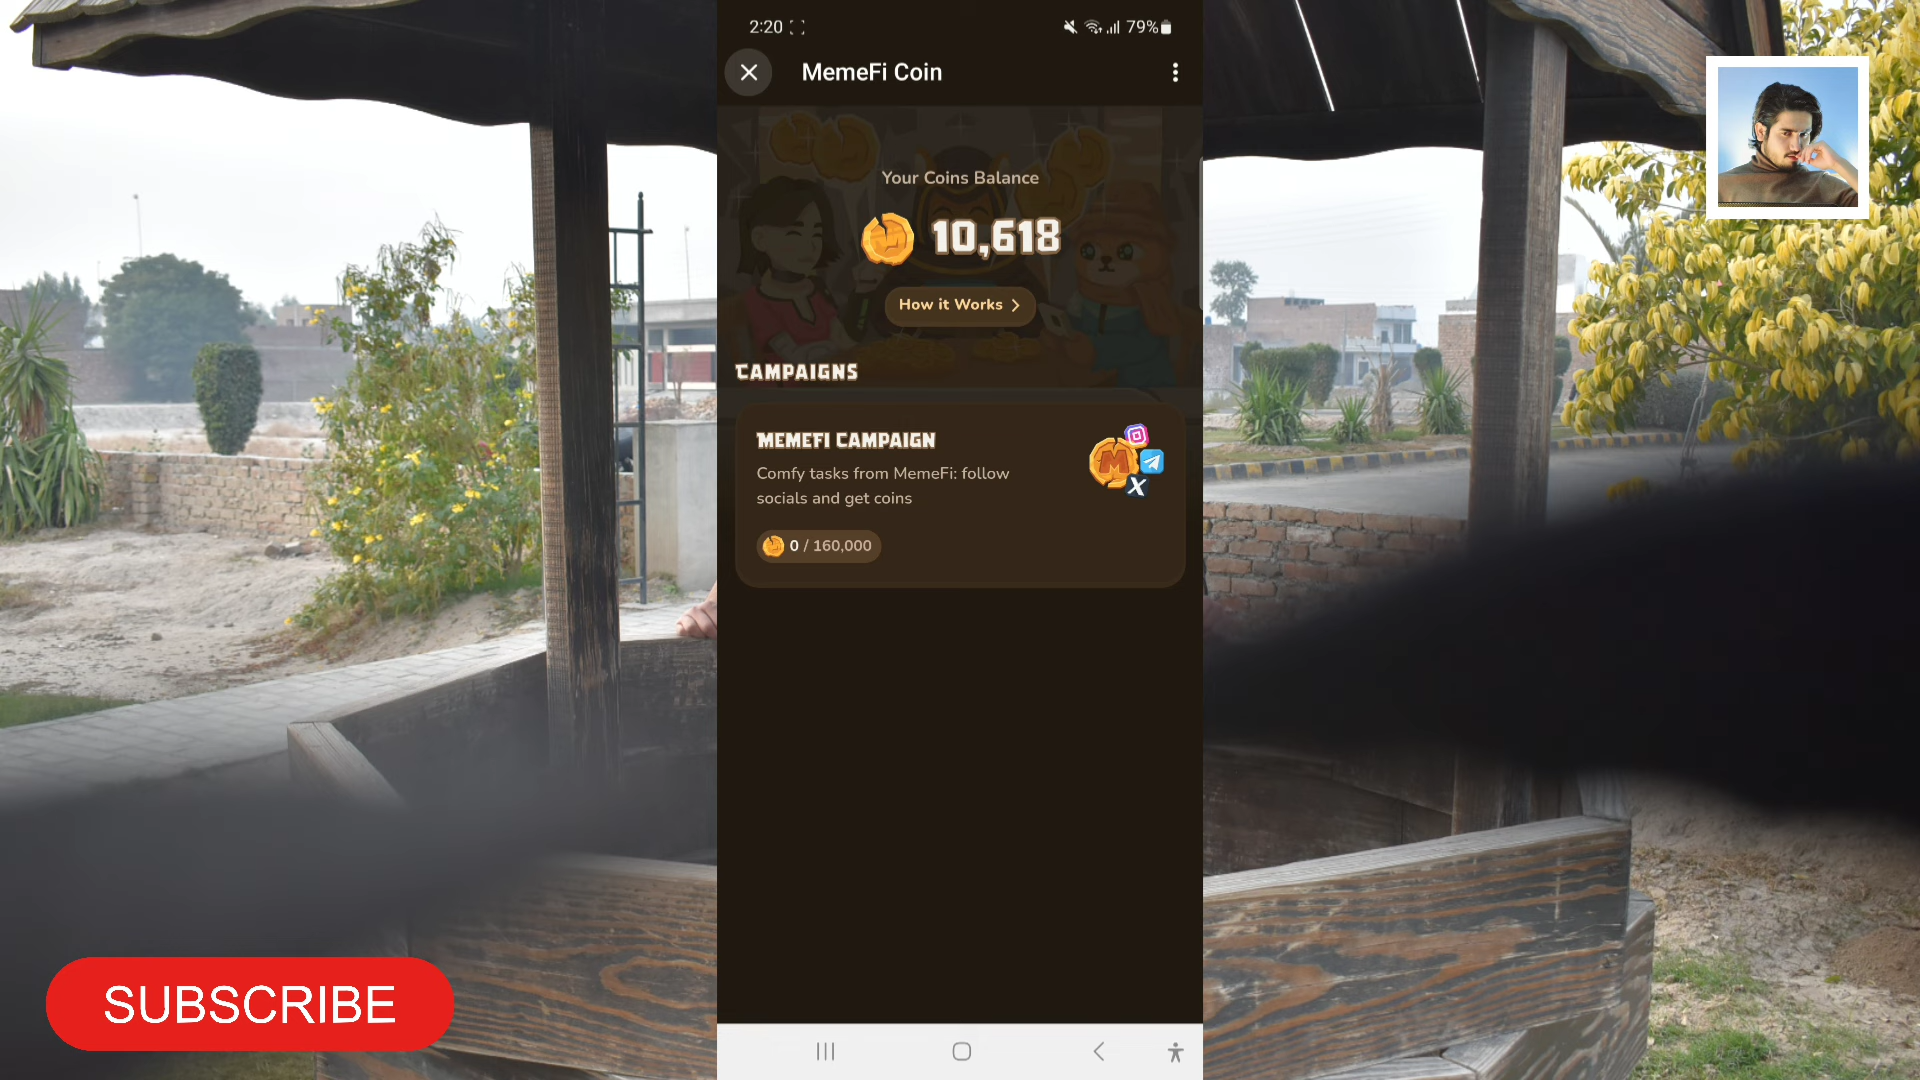 2:20
79%
MemeFi Coin
Your Coins Balance
10,618
How it Works
CAMPAIGNS
MEMEFI CAMPAIGN
Comfy tasks from MemeFi: follow
socials and get coins
0 / 160,000
SUBSCRIBE